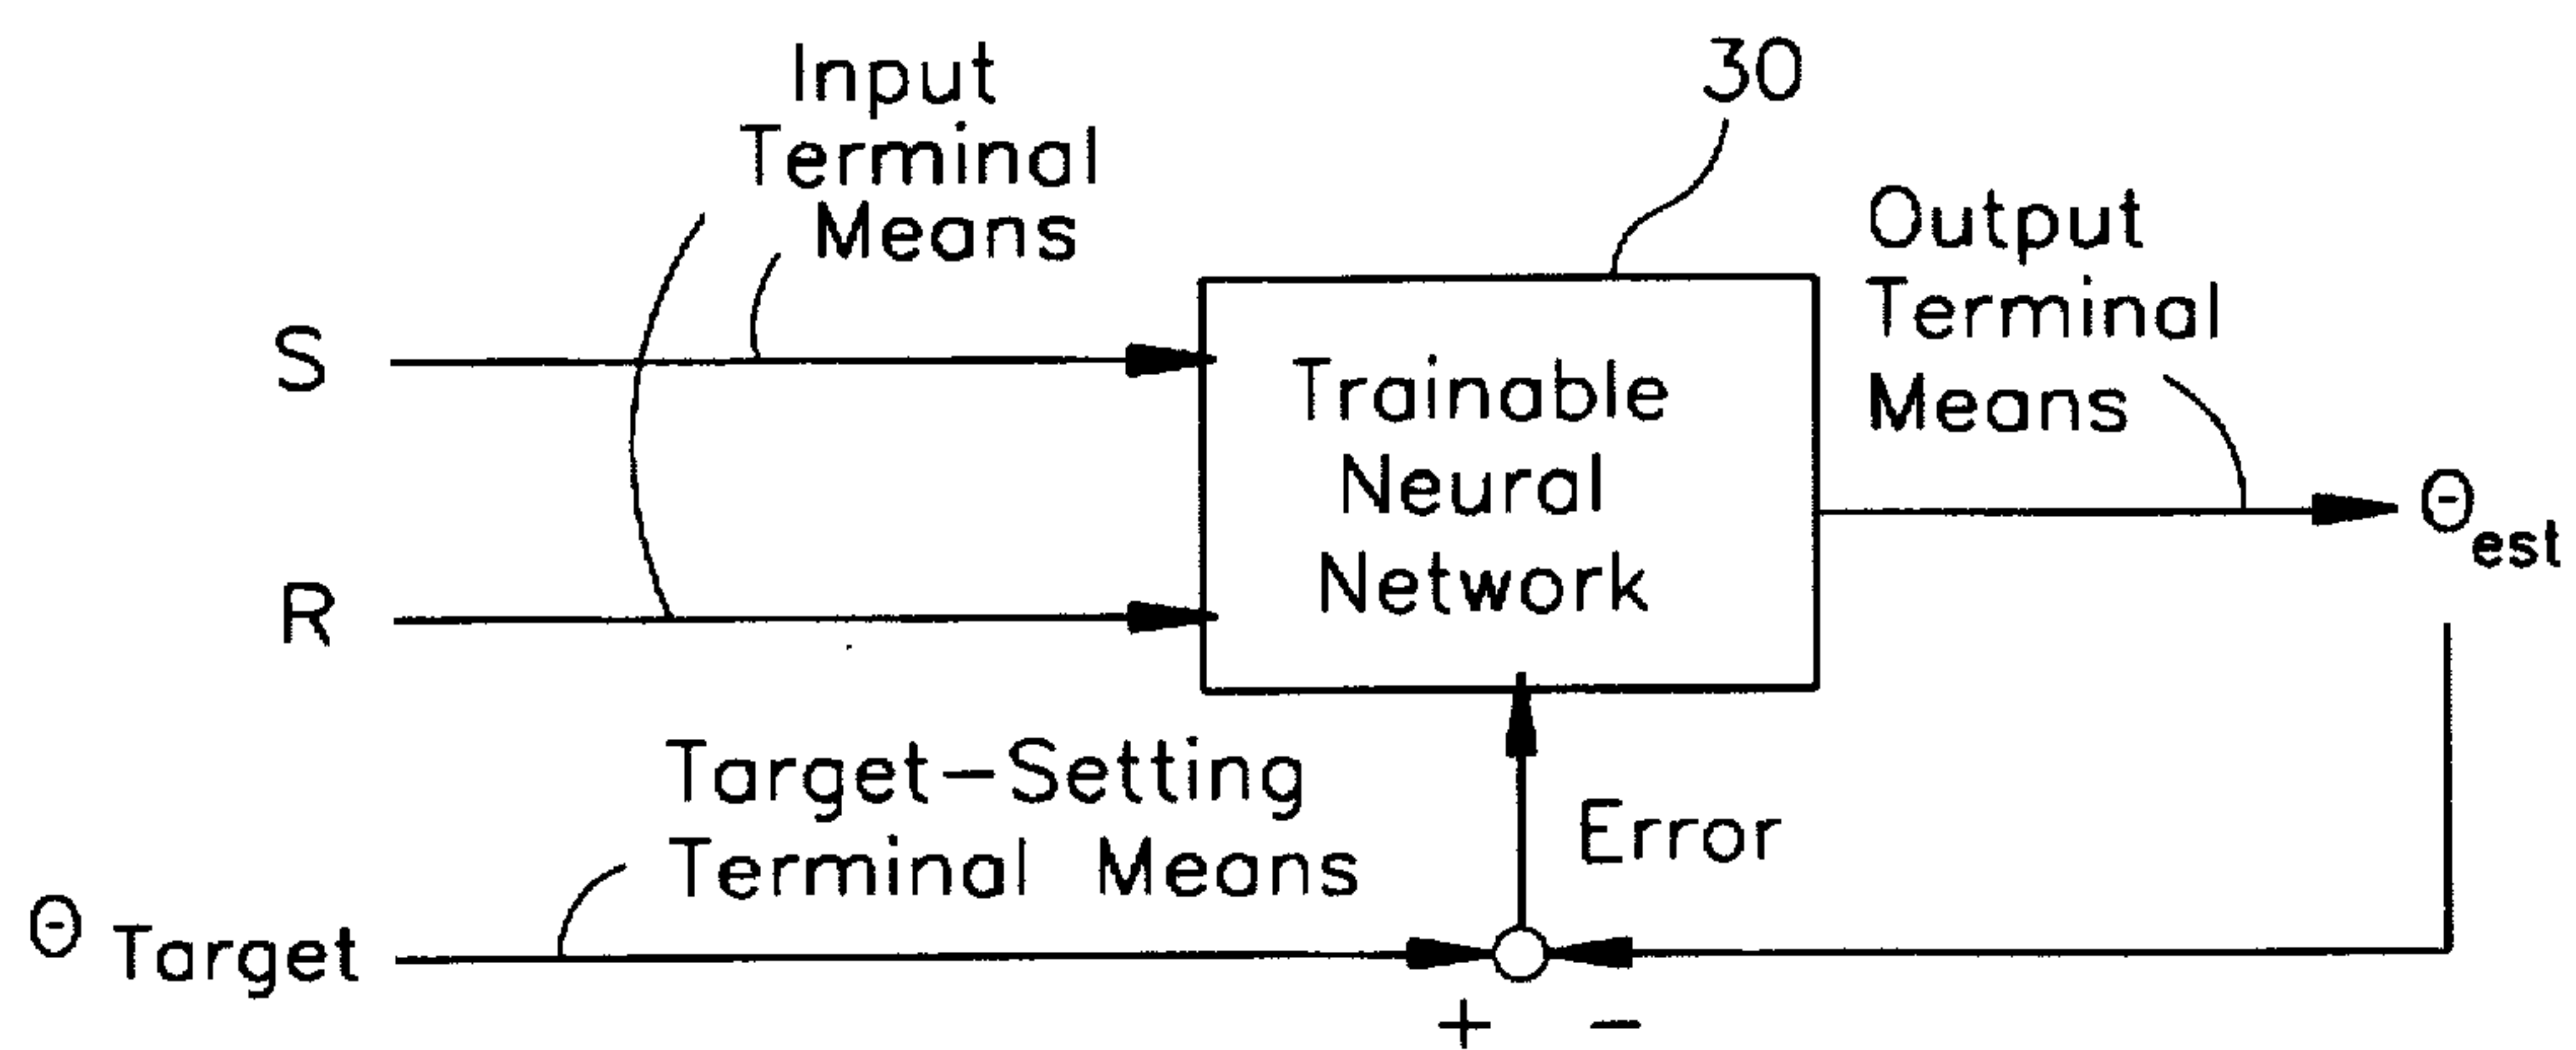 Input
Terminal
Means
30
Output
Terminal
Means
S
R
Trainable
Neural
Network
Θest
Target-Setting
Terminal Means
Error
Θ Target
+ -